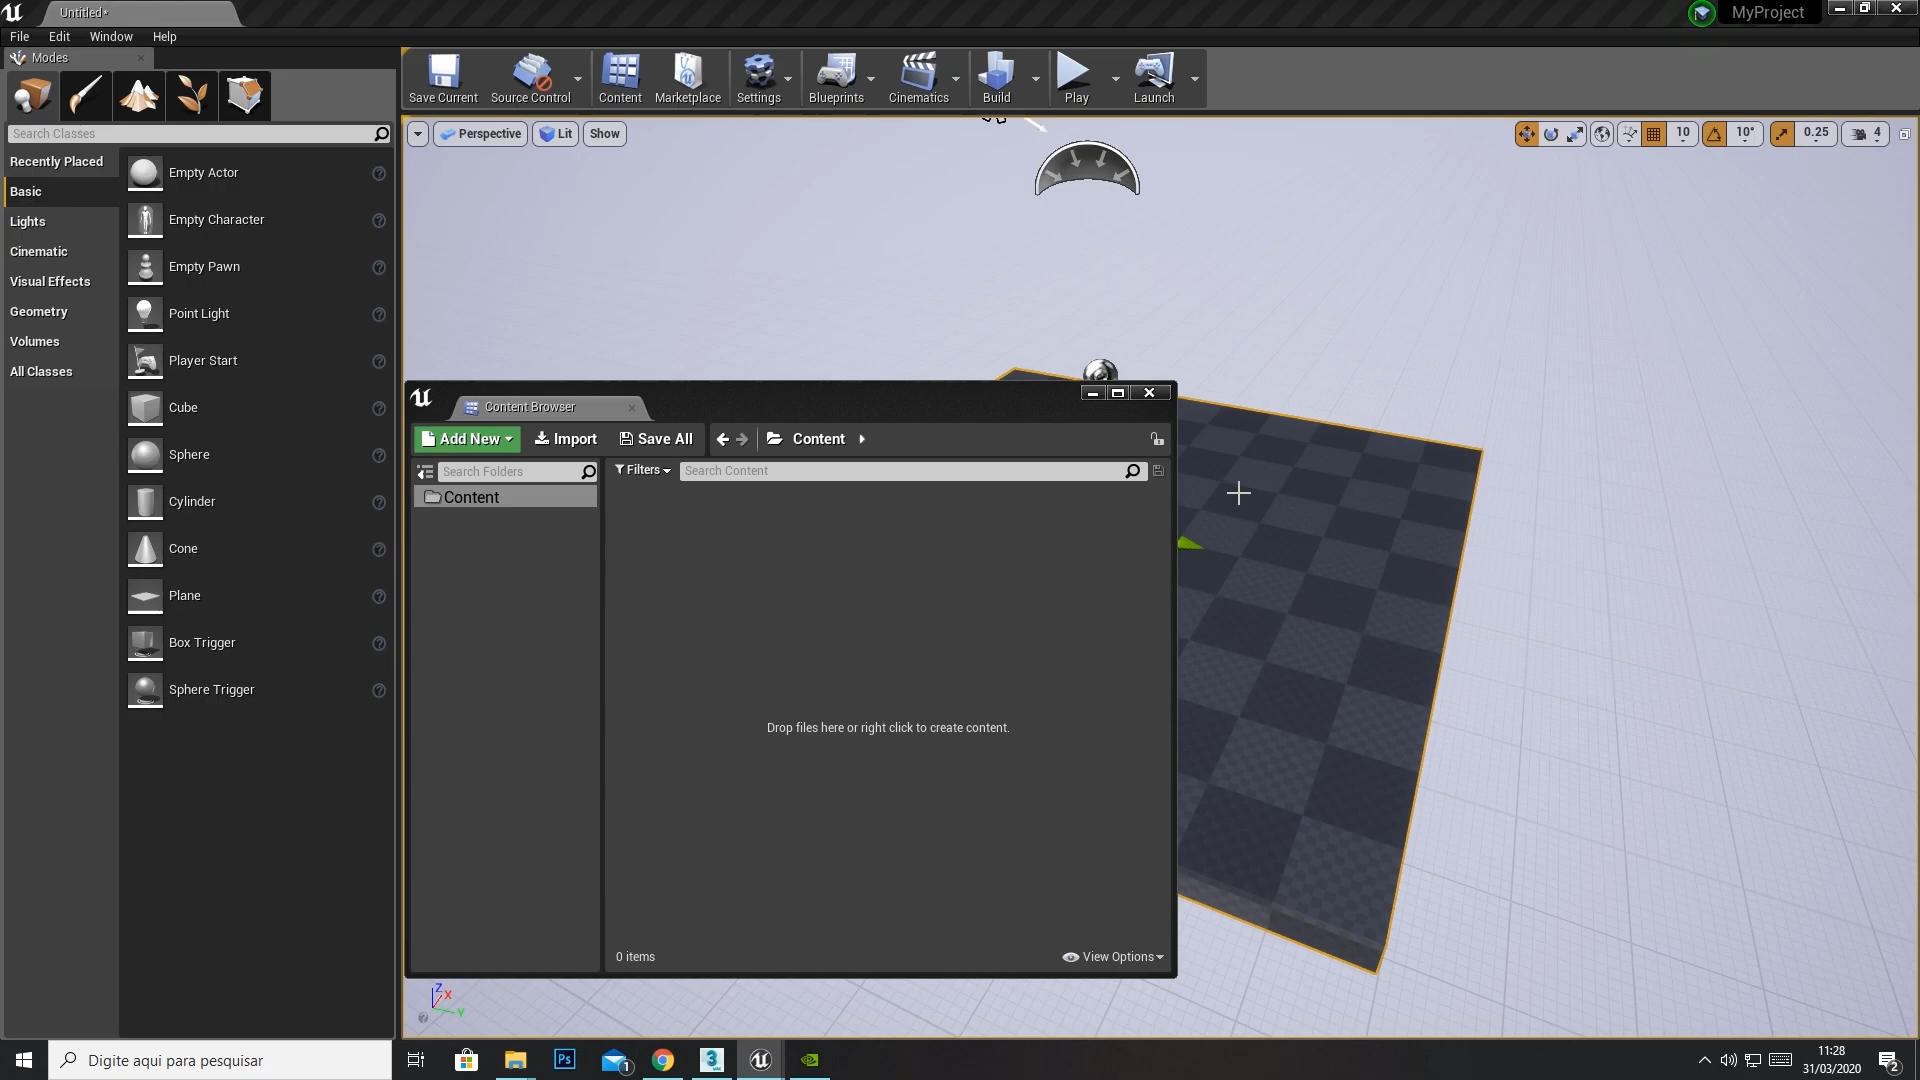 Untitled*
MyProject
File Edit Window Help
Modes
Save Current
Source Control
Content
Marketplace
Settings
Blueprints
Cinematics
Build
Play
Launch
Search Classes
Perspective
Lit
Show
10
10°
0.25
4
Recently Placed
Basic
Lights
Cinematic
Visual Effects
Geometry
Volumes
All Classes
Empty Actor
Empty Character
Empty Pawn
Point Light
Player Start
Cube
Sphere
Cylinder
Cone
Plane
Box Trigger
Sphere Trigger
Content Browser
Add New
Import
Save All
Content
Search Folders
Filters
Search Content
Content
Drop files here or right click to create content.
0 items
View Options
Z
X
Y
Digite aqui para pesquisar
Ps
1
3
11:28
31/03/2020
2